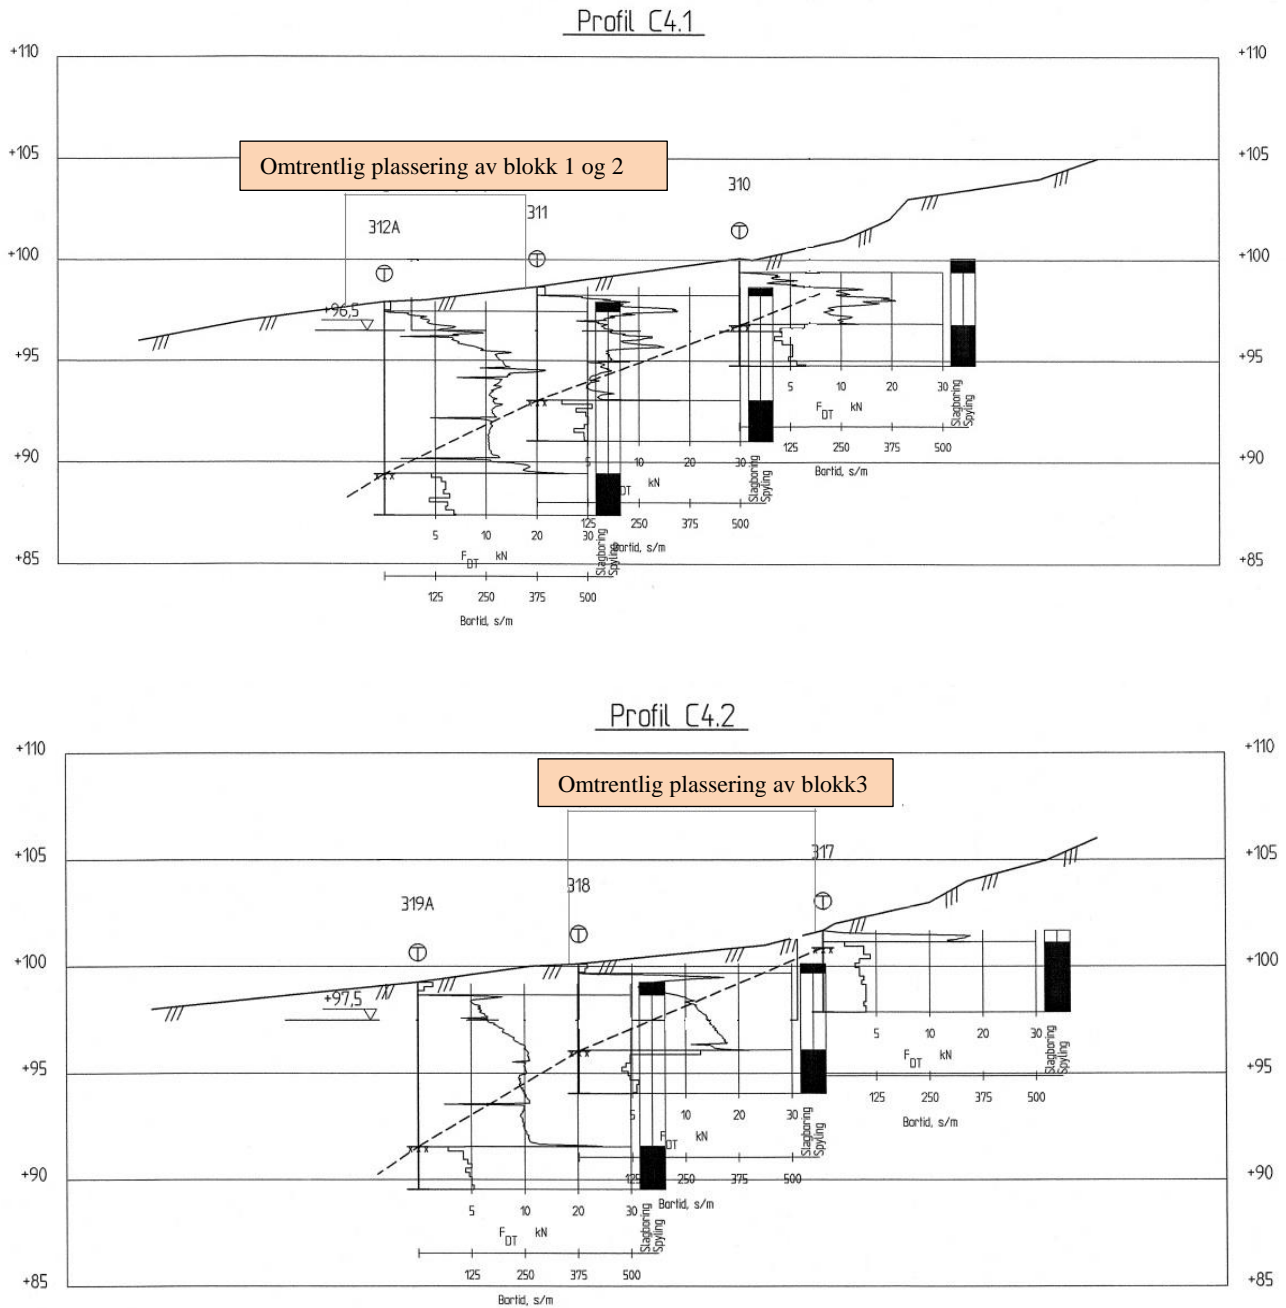 Profil C4.1
+110 +110
Omtrentlig plassering av blokk 1 og 2
+105 +105
310
311
312A
+100 +100
+96,5
+95 +95
5 10 20 30
F_DT kN
Slagboring
Spyling
125 250 375 500
Bortid, s/m
+90 +90
5 10 20 30
DT kN
Slagboring
Spyling
125 250 375 500
Bortid, s/m
5 10 20 30
F_DT kN
Slagboring
Spyling
+85 +85
125 250 375 500
Bortid, s/m
Profil C4.2
+110 +110
Omtrentlig plassering av blokk3
+105 +105
317
318
319A
+100 +100
+97,5
5 10 20 30
F_DT kN
Slagboring
Spyling
+95 +95
125 250 375 500
Bortid, s/m
5 10 20 30
F_DT kN
Slagboring
Spyling
+90 +90
125 250 375 500
Bortid, s/m
5 10 20 30
F_DT kN
Slagboring
Spyling
125 250 375 500
+85 +85
Bortid, s/m